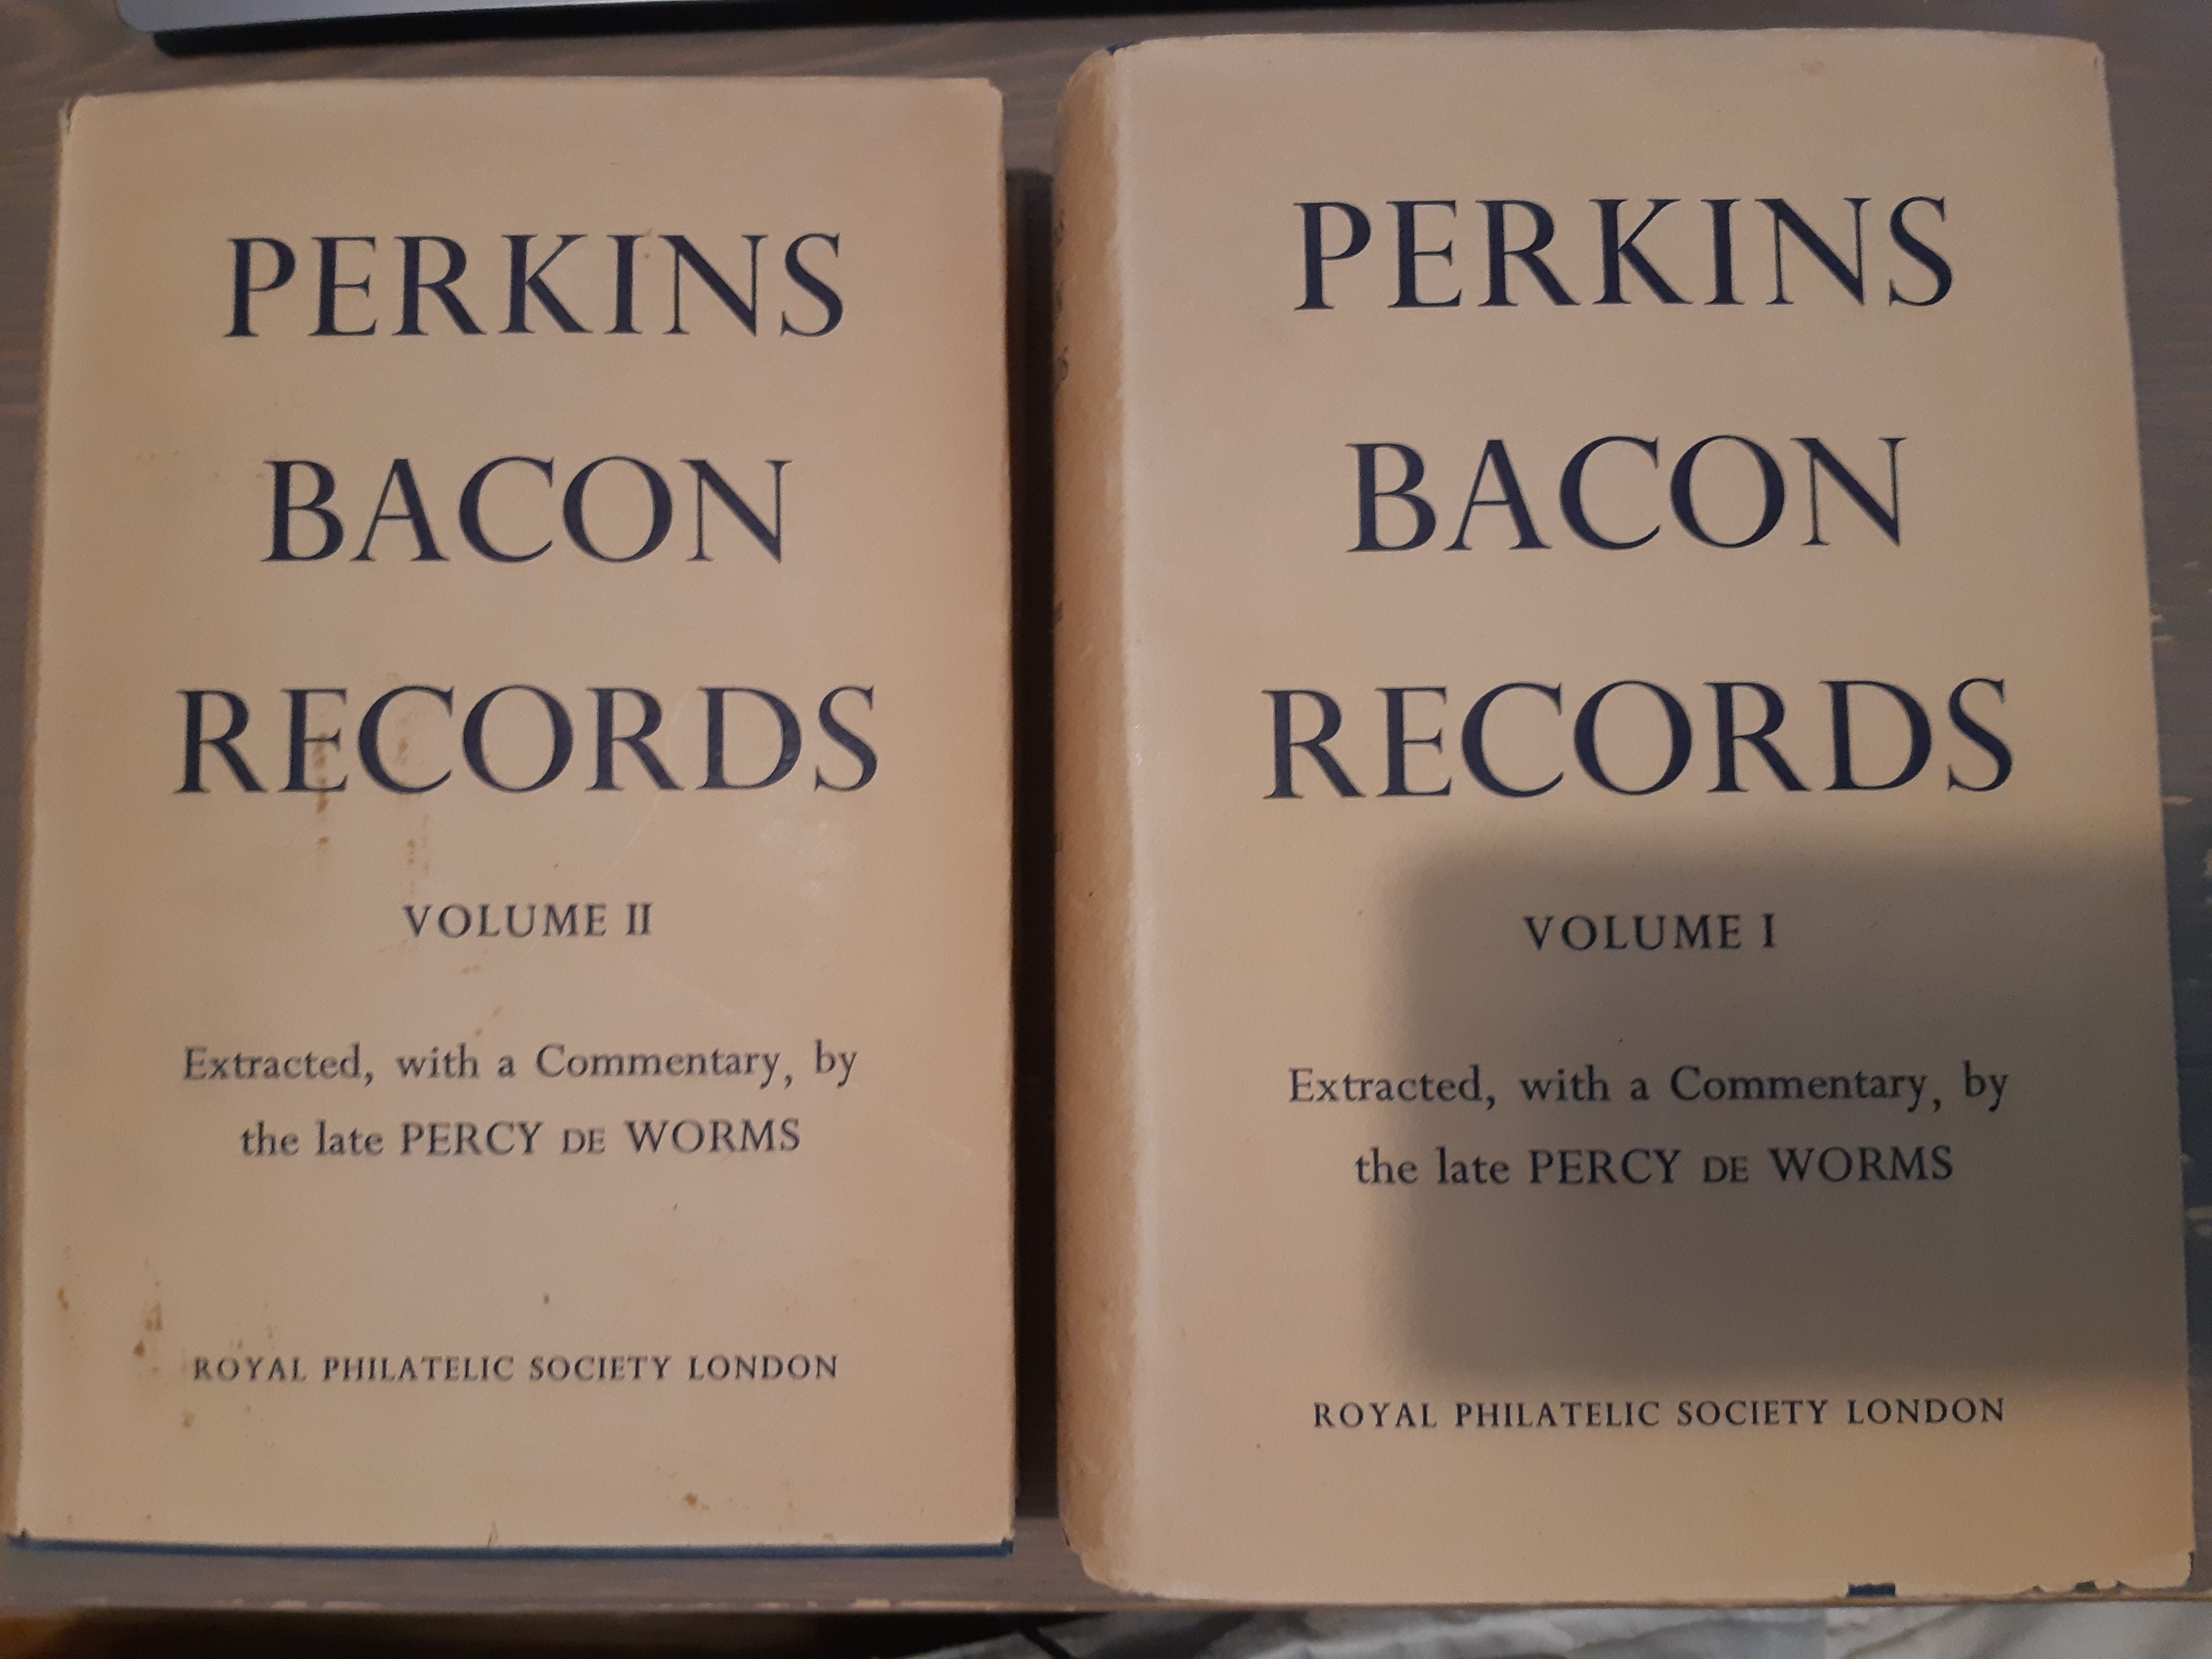 PERKINS
BACON
RECORDS
VOLUME II
Extracted, with a Commentary, by
the late PERCY DE WORMS
ROYAL PHILATELIC SOCIETY LONDON
PERKINS
BACON
RECORDS
VOLUME I
Extracted, with a Commentary, by
the late PERCY DE WORMS
ROYAL PHILATELIC SOCIETY LONDON